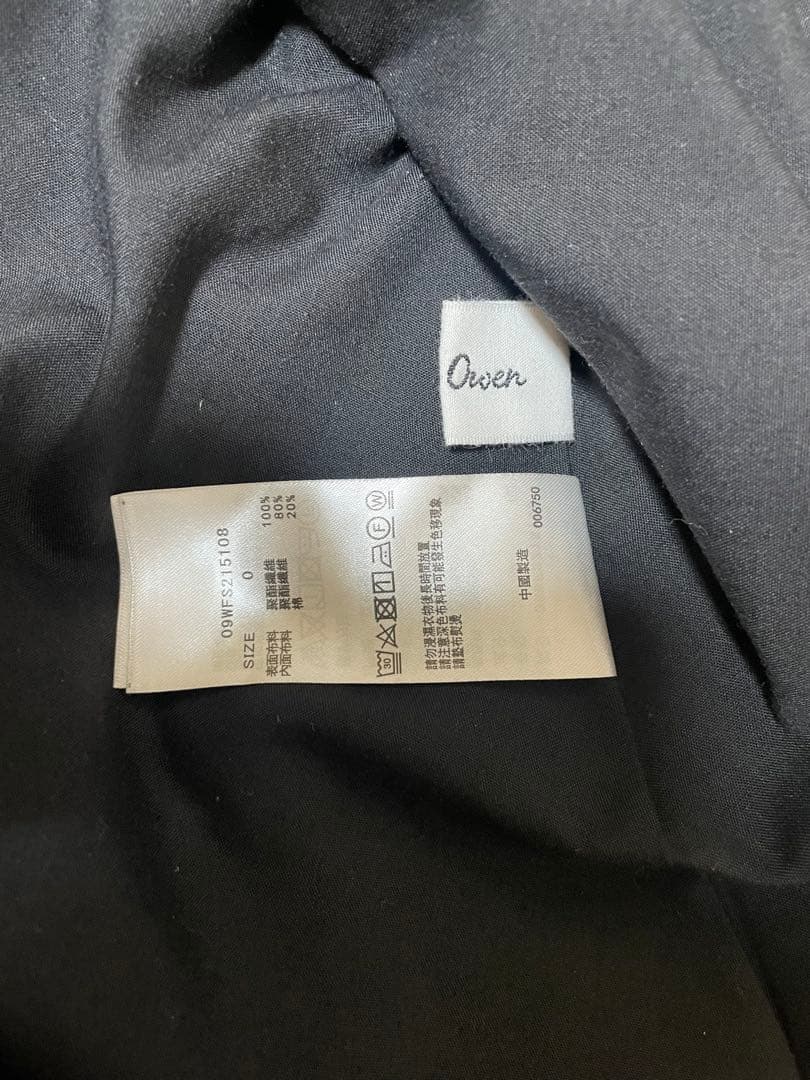 Owen
09WFS215108
SIZE 0
表面布料 聚酯纖維 100%
內面布料 聚酯纖維 80%
棉 20%
30 F W
請勿浸濕衣物後長時間放置
請注意深色布料有可能發生色移現象
請墊布熨燙
中國製造 006750